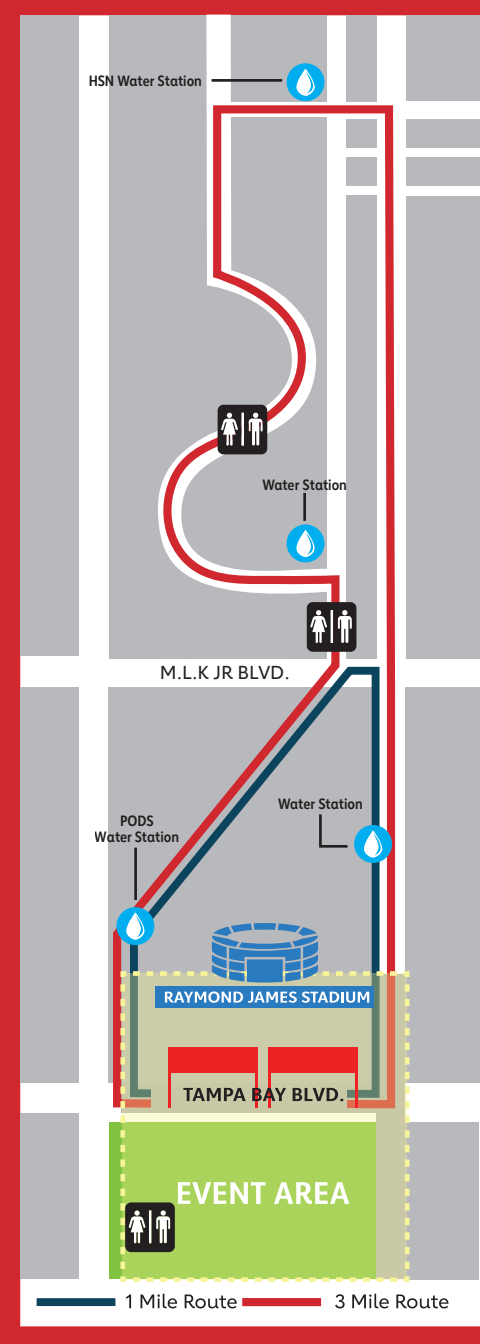 HSN Water Station
Water Station
M.L.K JR BLVD.
Water Station
PODS
Water Station
RAYMOND JAMES STADIUM
TAMPA BAY BLVD.
EVENT AREA
1 Mile Route
3 Mile Route